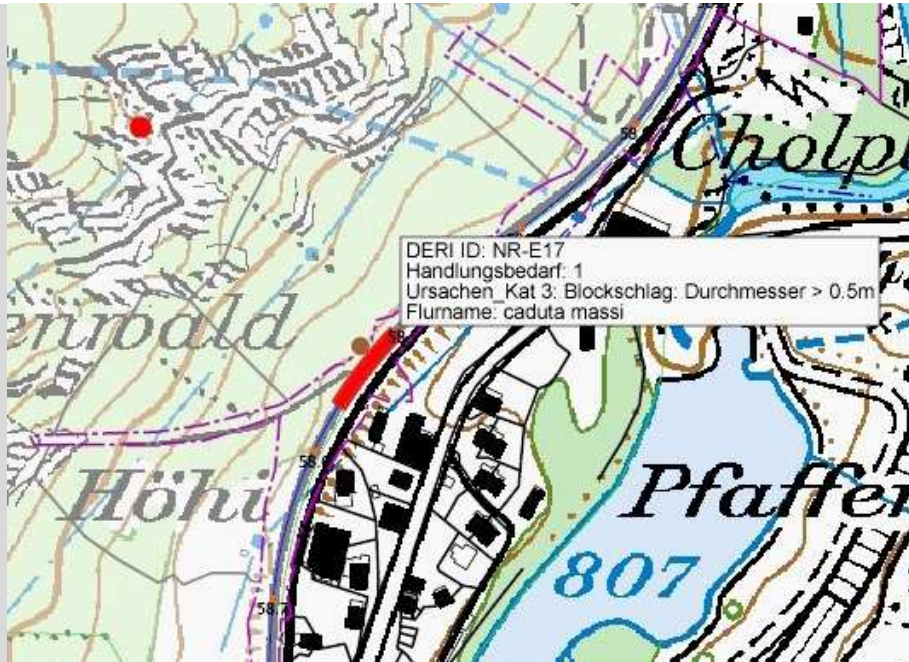 58
Cholp
DERI ID: NR-E17
Handlungsbedarf: 1
Ursachen_Kat 3: Blockschlag: Durchmesser > 0.5m
Flurname: caduta massi
enwald
58
58.
Höhi
Pfaffe
807
58.7